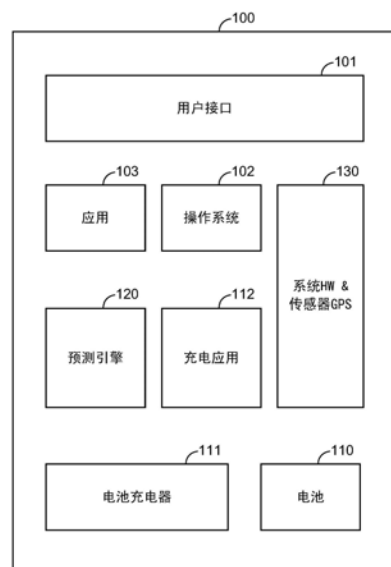 100
101
用户接口
103
102
130
应用
操作系统
系统HW &
传感器GPS
120
112
预测引擎
充电应用
111
110
电池充电器
电池